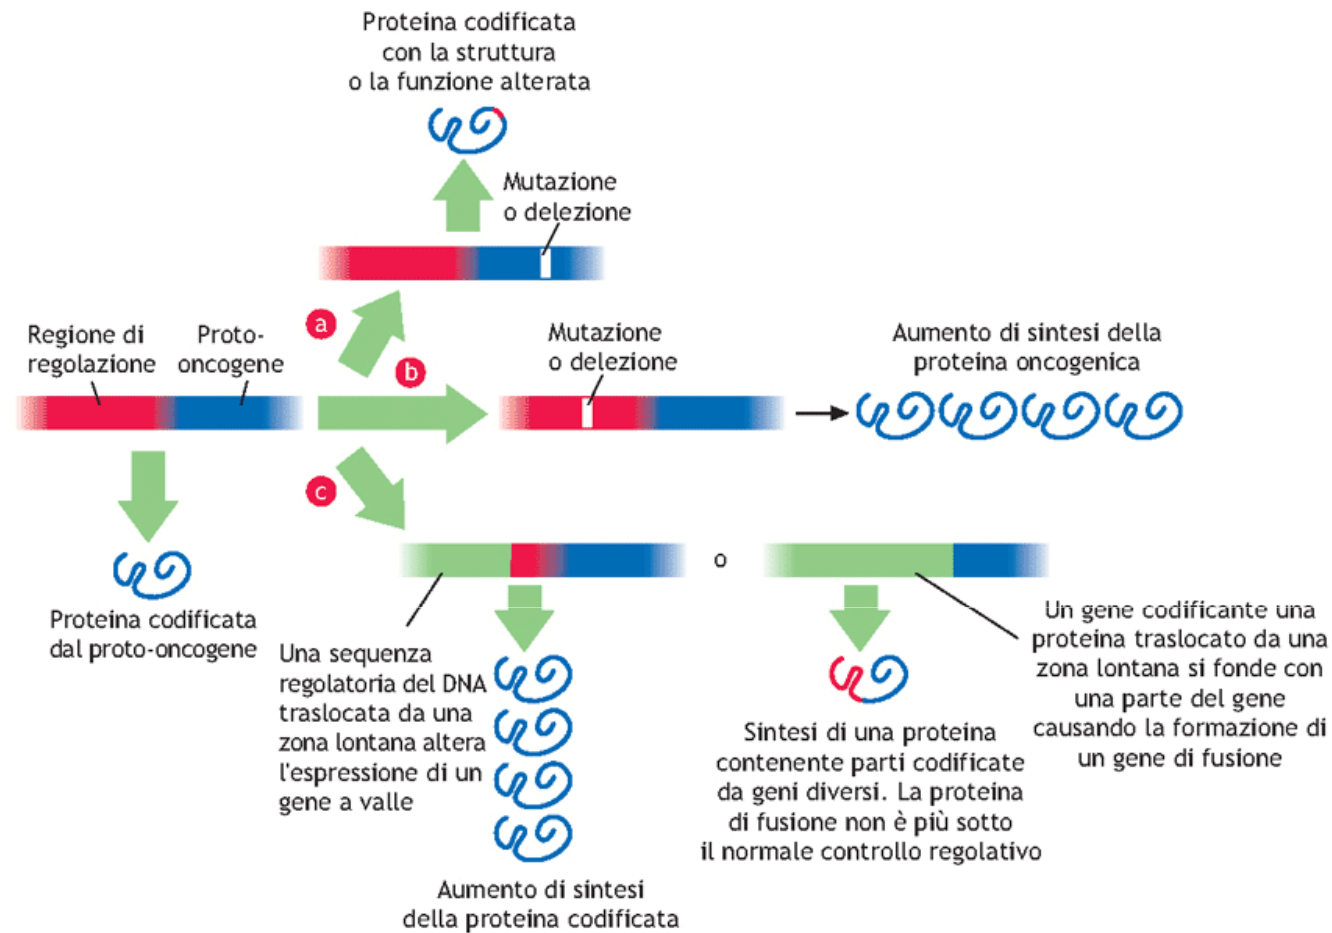 Proteina codificata
con la struttura
o la funzione alterata
Mutazione
o delezione
a
Regione di
regolazione
Proto-
oncogene
b
Mutazione
o delezione
Aumento di sintesi della
proteina oncogenica
c
Proteina codificata
dal proto-oncogene
Una sequenza
regolatoria del DNA
traslocata da una
zona lontana altera
l'espressione di un
gene a valle
Aumento di sintesi
della proteina codificata
o
Sintesi di una proteina
contenente parti codificate
da geni diversi. La proteina
di fusione non è più sotto
il normale controllo regolativo
Un gene codificante una
proteina traslocato da una
zona lontana si fonde con
una parte del gene
causando la formazione di
un gene di fusione